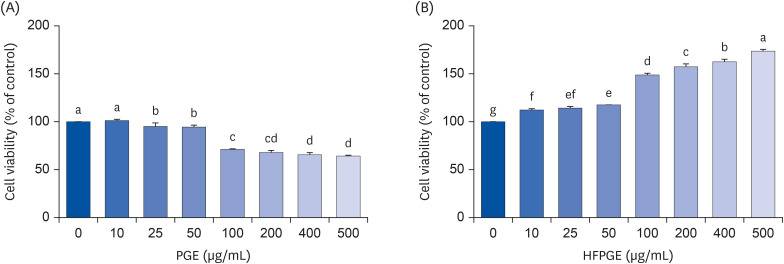 (A)
200
150
100
50
0
Cell viability (% of control)
a a b b c cd d d
0 10 25 50 100 200 400 500
PGE (µg/mL)
(B)
200
150
100
50
0
Cell viability (% of control)
g f ef e d c b a
0 10 25 50 100 200 400 500
HFPGE (µg/mL)